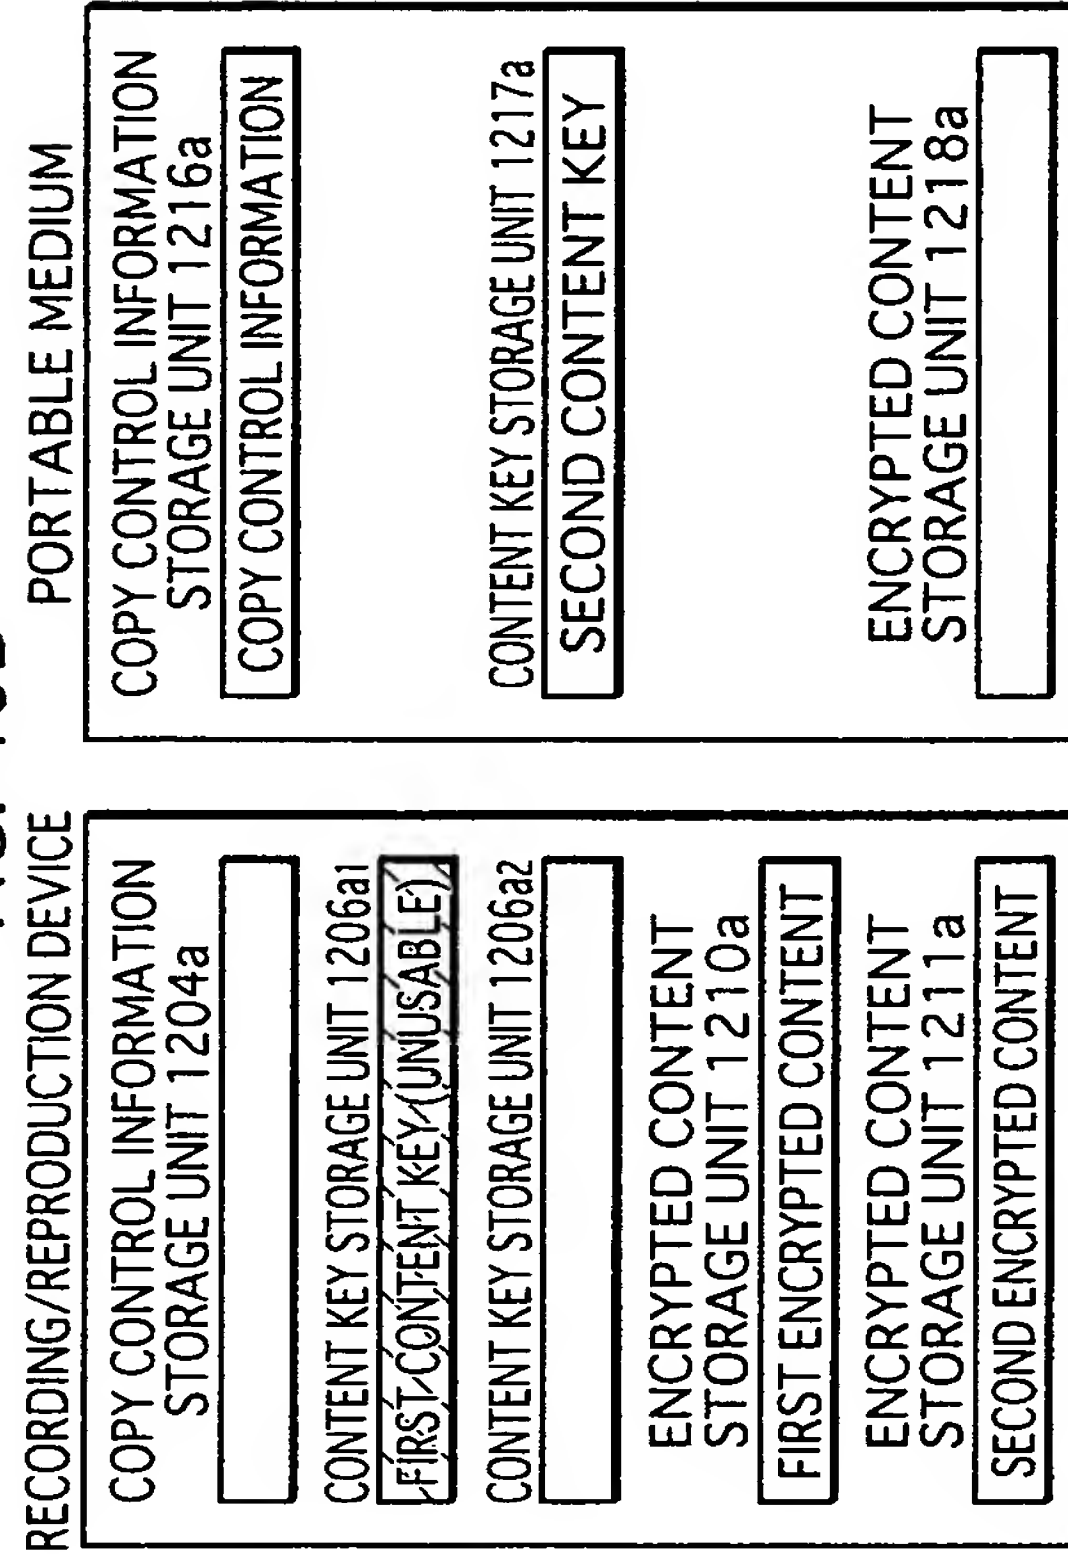 RECORDING/REPRODUCTION DEVICE
COPY CONTROL INFORMATION
STORAGE UNIT 1204a
CONTENT KEY STORAGE UNIT 1206a1
FIRST CONTENT KEY (UNUSABLE)
CONTENT KEY STORAGE UNIT 1206a2
ENCRYPTED CONTENT
STORAGE UNIT 1210a
FIRST ENCRYPTED CONTENT
ENCRYPTED CONTENT
STORAGE UNIT 1211a
SECOND ENCRYPTED CONTENT
PORTABLE MEDIUM
COPY CONTROL INFORMATION
STORAGE UNIT 1216a
COPY CONTROL INFORMATION
CONTENT KEY STORAGE UNIT 1217a
SECOND CONTENT KEY
ENCRYPTED CONTENT
STORAGE UNIT 1218a